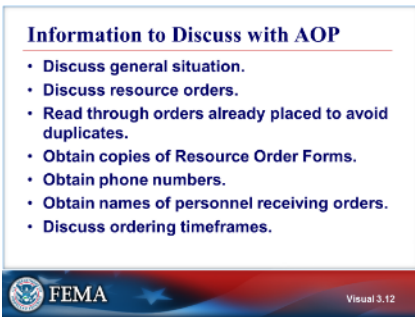 Information to Discuss with AOP
• Discuss general situation.
• Discuss resource orders.
• Read through orders already placed to avoid
duplicates.
• Obtain copies of Resource Order Forms.
• Obtain phone numbers.
• Obtain names of personnel receiving orders.
• Discuss ordering timeframes.
FEMA
Visual 3.12